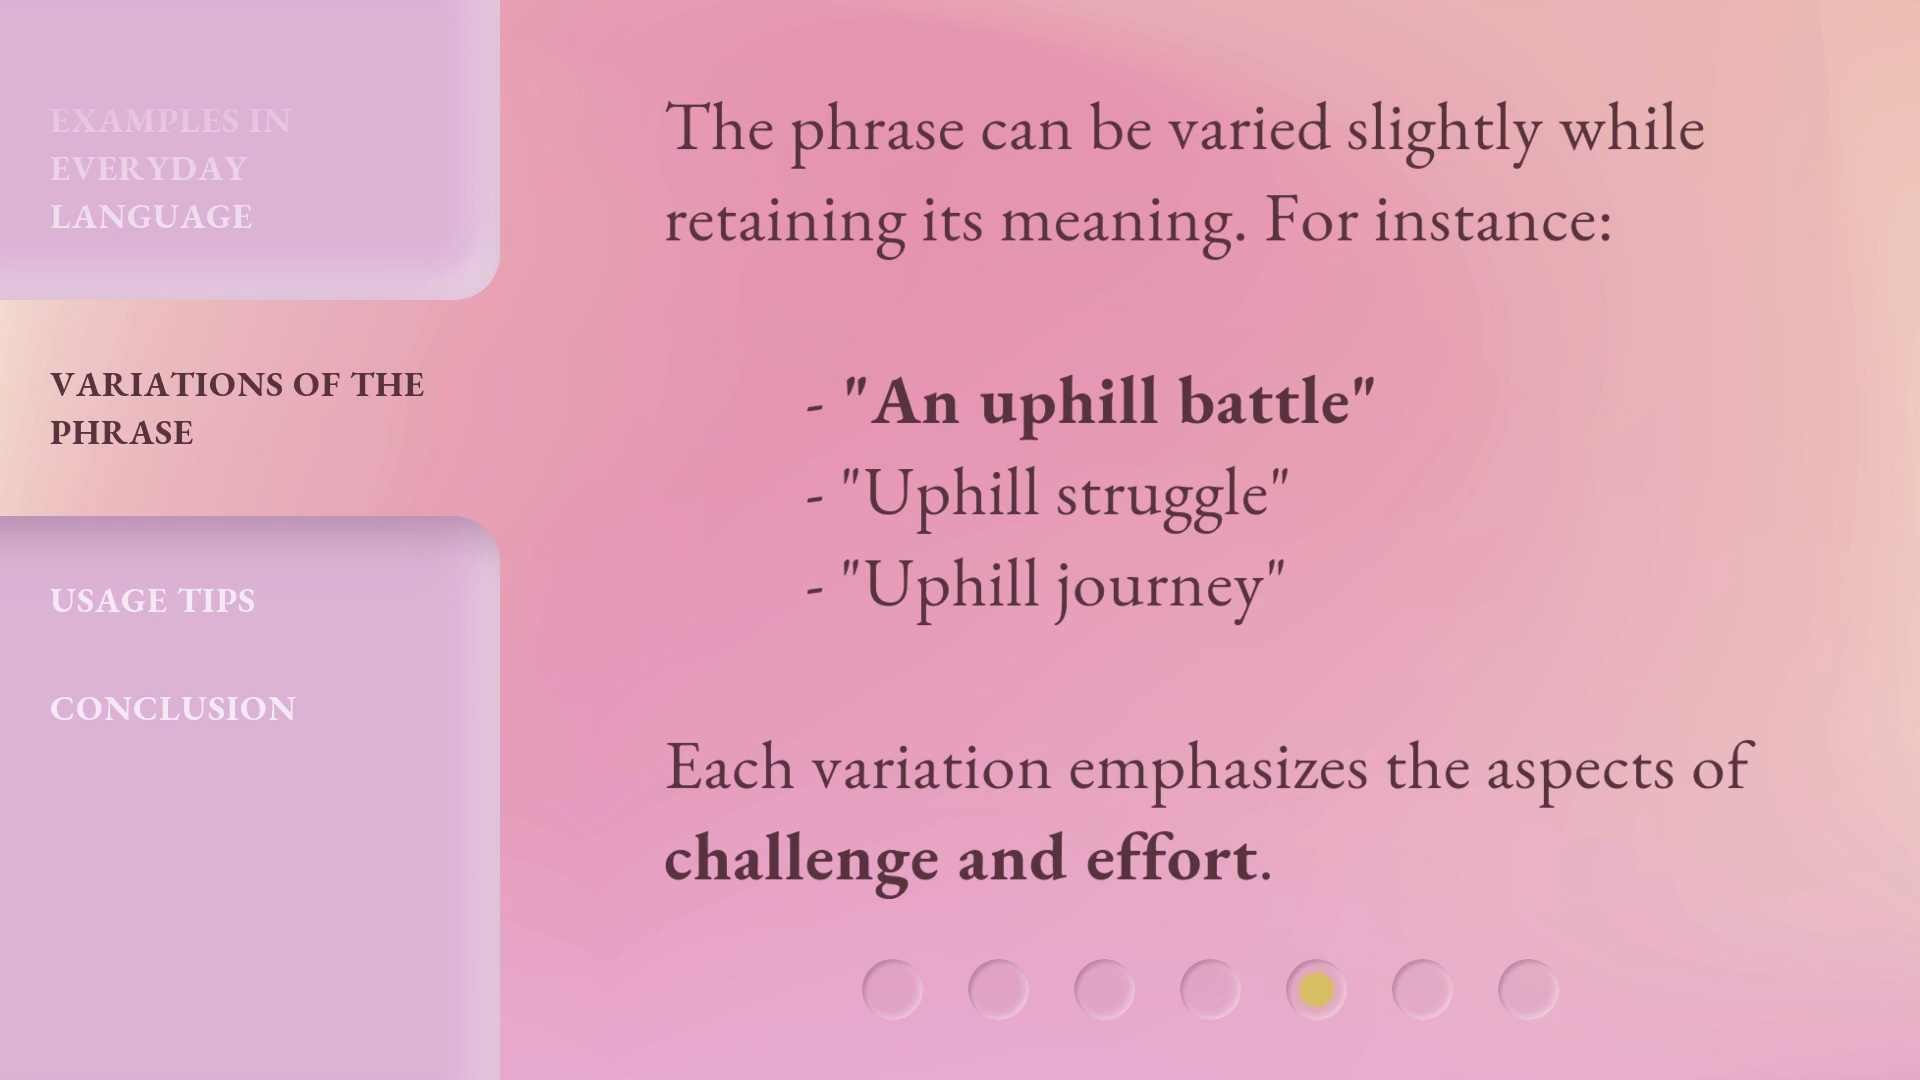 EXAMPLES IN
EVERYDAY
LANGUAGE
VARIATIONS OF THE
PHRASE
USAGE TIPS
CONCLUSION
The phrase can be varied slightly while
retaining its meaning. For instance:
- "An uphill battle"
- "Uphill struggle"
- "Uphill journey"
Each variation emphasizes the aspects of
challenge and effort.